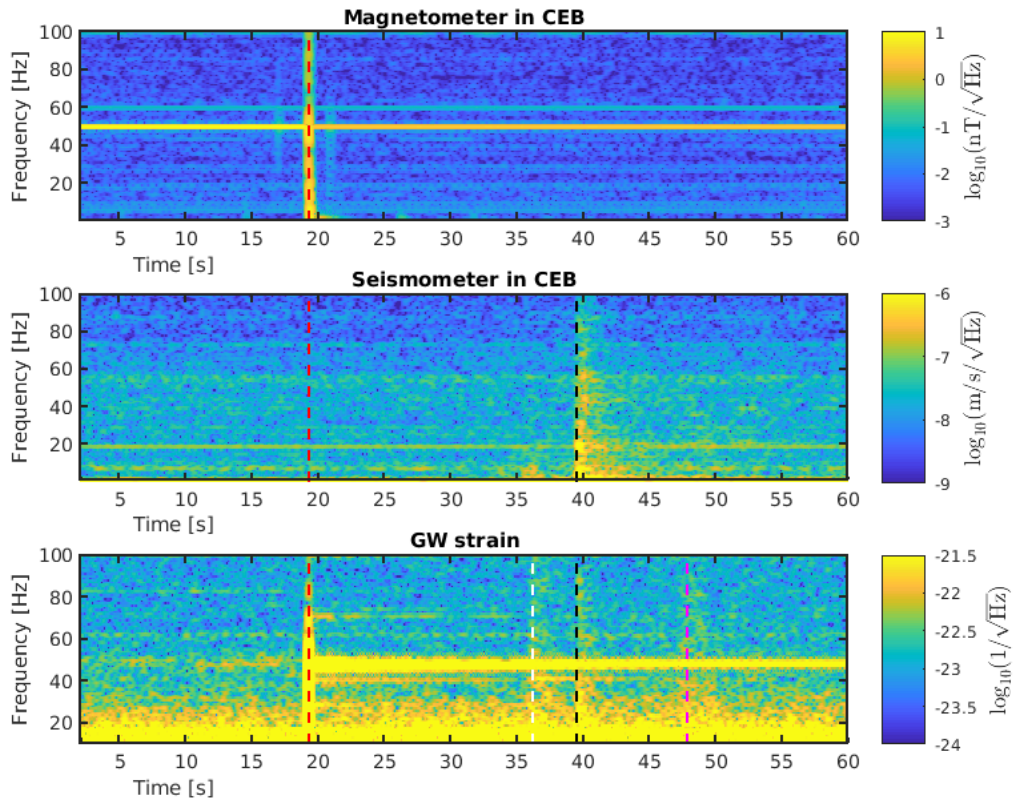 Magnetometer in CEB
Frequency [Hz]
100
80
60
40
20
5 10 15 20 25 30 35 40 45 50 55 60
Time [s]
1
0
-1
-2
-3
log₁₀(nT/√Hz)
Seismometer in CEB
Frequency [Hz]
100
80
60
40
20
5 10 15 20 25 30 35 40 45 50 55 60
Time [s]
-6
-7
-8
-9
log₁₀(m/s/√Hz)
GW strain
Frequency [Hz]
100
80
60
40
20
5 10 15 20 25 30 35 40 45 50 55 60
Time [s]
-21.5
-22
-22.5
-23
-23.5
-24
log₁₀(1/√Hz)